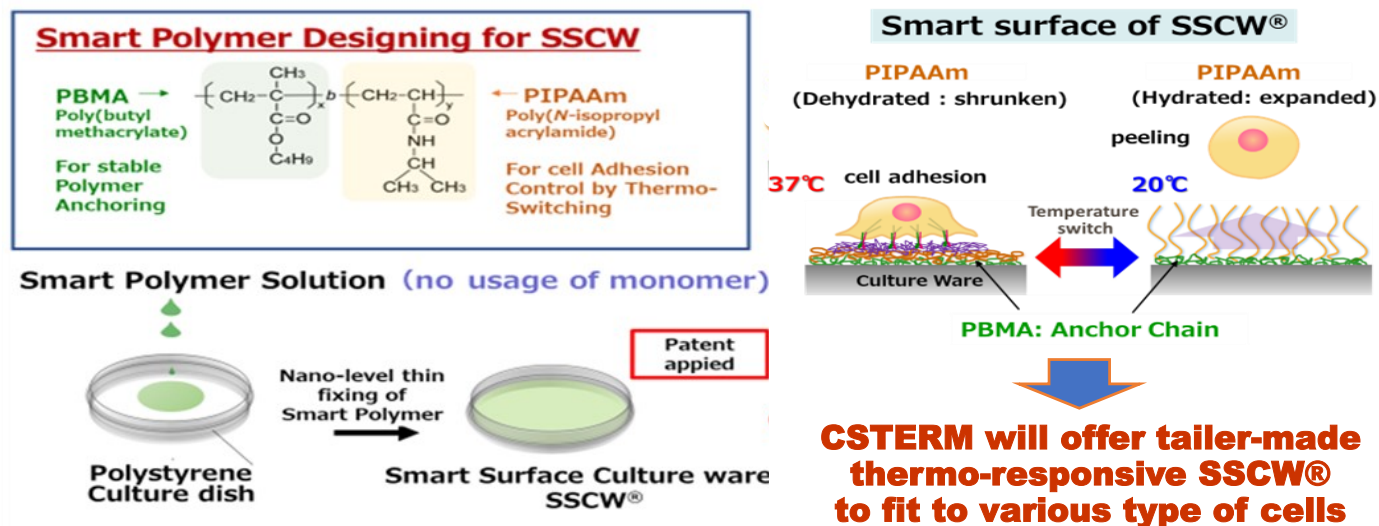 Smart Polymer Designing for SSCW
PBMA
Poly(butyl
methacrylate)
For stable
Polymer
Anchoring
CH3
CH2 C x b CH2 CH y
C=O
O
C4H9
C=O
NH
CH
CH3 CH3
PIPAAm
Poly(N-isopropyl
acrylamide)
For cell Adhesion
Control by Thermo-
Switching
Smart Polymer Solution (no usage of monomer)
Patent
appied
Nano-level thin
fixing of
Smart Polymer
Polystyrene
Culture dish
Smart Surface Culture ware
SSCW®
Smart surface of SSCW®
PIPAAm
(Dehydrated : shrunken)
PIPAAm
(Hydrated: expanded)
peeling
37℃
cell adhesion
20℃
Temperature
switch
Culture Ware
PBMA: Anchor Chain
CSTERM will offer tailer-made
thermo-responsive SSCW®
to fit to various type of cells